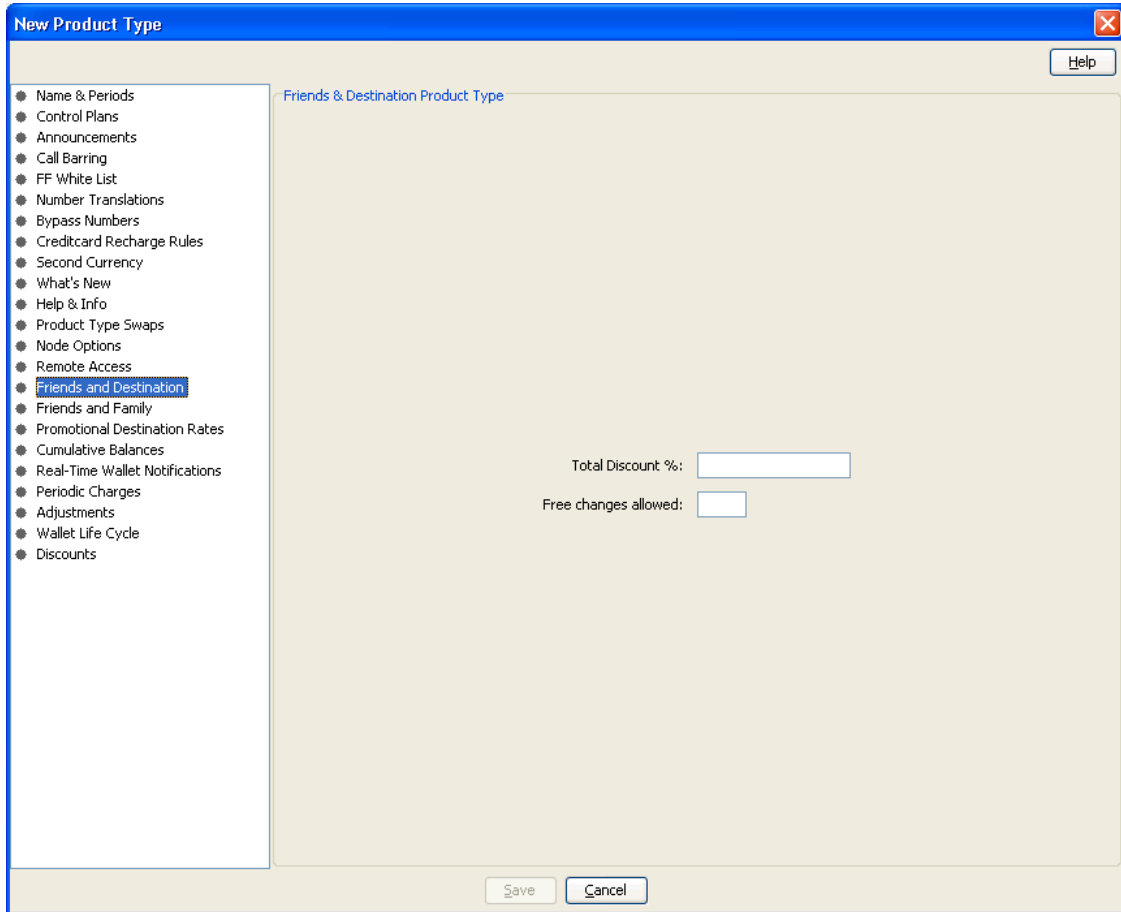 New Product Type
Help
Name & Periods
Control Plans
Announcements
Call Barring
FF White List
Number Translations
Bypass Numbers
Creditcard Recharge Rules
Second Currency
What's New
Help & Info
Product Type Swaps
Node Options
Remote Access
Friends and Destination
Friends and Family
Promotional Destination Rates
Cumulative Balances
Real-Time Wallet Notifications
Periodic Charges
Adjustments
Wallet Life Cycle
Discounts
Friends & Destination Product Type
Total Discount %:
Free changes allowed:
Save
Cancel